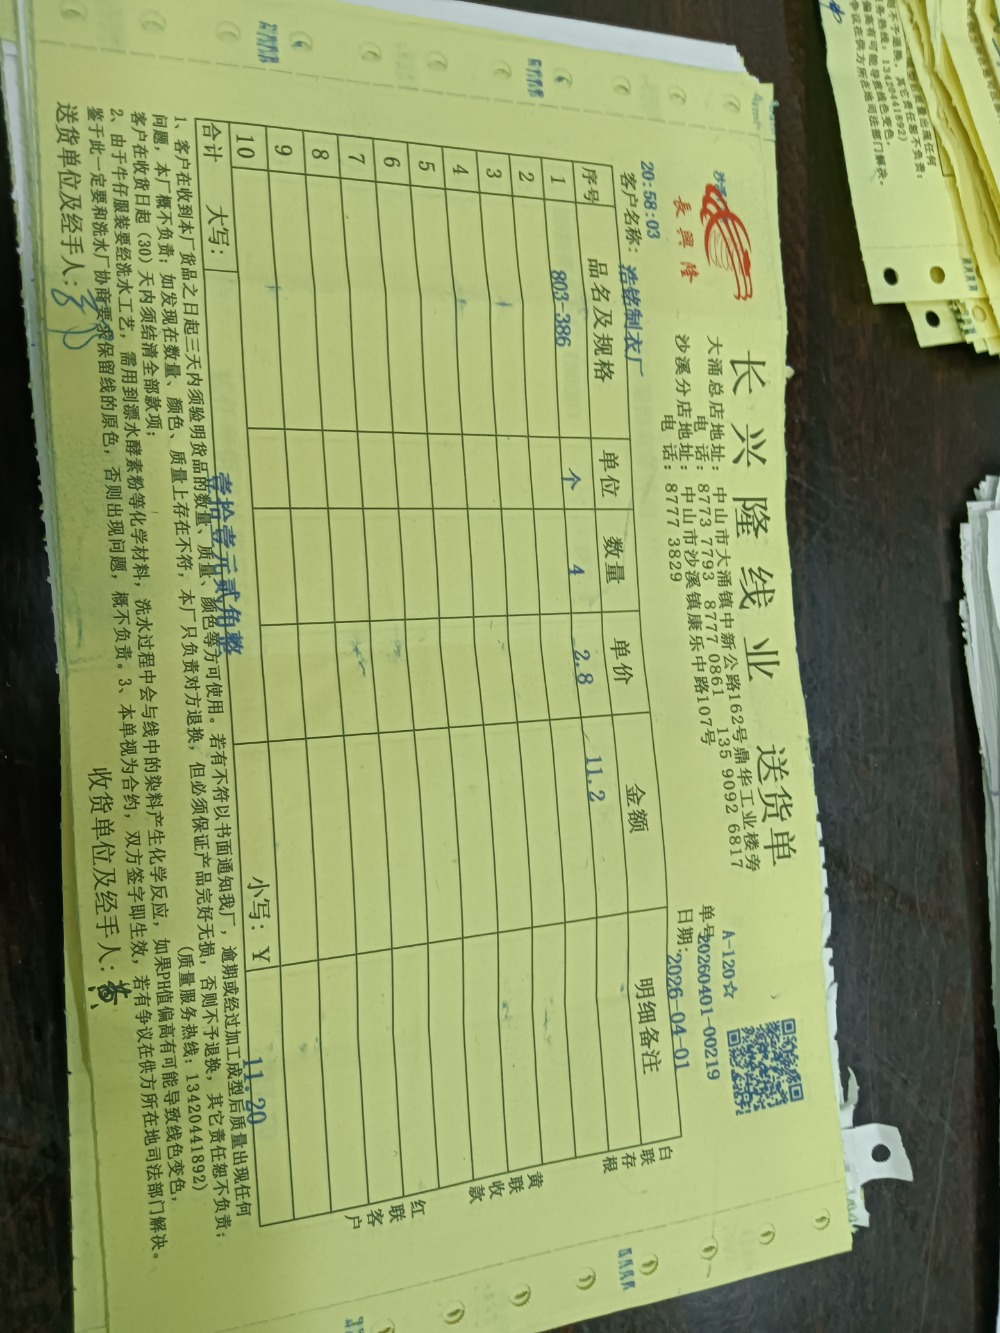 长兴隆线业 送货单
長興隆
大涌总店地址：中山市大涌镇中新公路162号鼎华工业楼旁
电 话：8773 7793 8777 0861 135 9092 6817
沙溪分店地址：中山市沙溪镇康乐中路107号
电 话：8777 3829
A-120☆
单号20260401-00219
日期：2026-04-01
20:58:03
客户名称：浩铭制衣厂
序号 品名及规格 单位 数量 单价 金额 明细备注
1 803-386 个 4 2.8 11.2
2
3
4
5
6
7
8
9
10
合计 大写：壹拾壹元贰角整 小写：Y 11.20
白联存根
黄联收款
红联客户
1、客户在收到本厂货品之日起三天内须验明货品的数量、质量、颜色等方可使用。若有不符以书面通知我厂，逾期或经过加工成型后质量出现任何
问题，本厂概不负责；如发现在数量、颜色、质量上存在不符，本厂只负责对方退换，但必须保证产品完好无损，否则不予退换，其它责任恕不负责；
客户在收货日起（30）天内须结清全部款项； （质量服务热线：13420441892）
2、由于牛仔服装要经洗水工艺，需用到漂水酵素粉等化学材料，洗水过程中会与线中的染料产生化学反应，如果PH值偏高有可能导致线色变色，
鉴于此一定要和洗水厂协商要求保留线的原色，否则出现问题，概不负责。3、本单视为合约，双方签字即生效，若有争议在供方所在地司法部门解决。
送货单位及经手人： 收货单位及经手人：黄